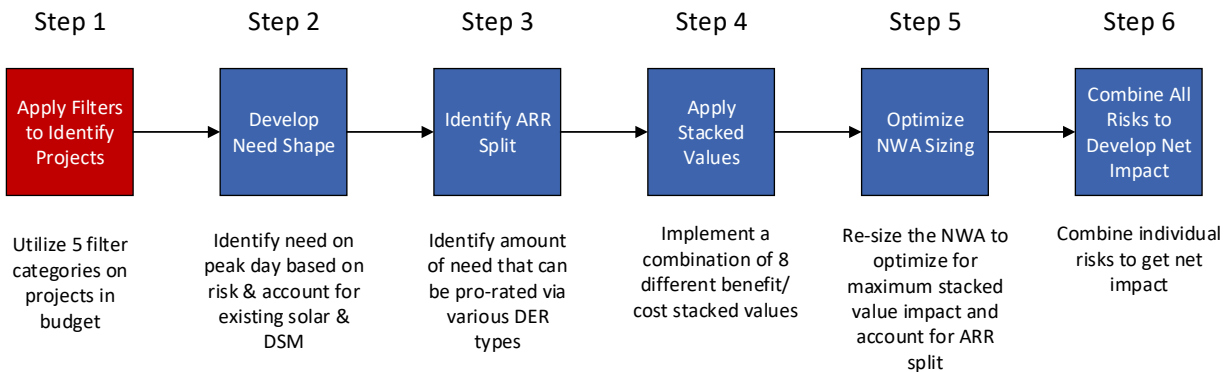 Step 1
Step 2
Step 3
Step 4
Step 5
Step 6
Apply Filters
to Identify
Projects
Develop
Need Shape
Identify ARR
Split
Apply
Stacked
Values
Optimize
NWA Sizing
Combine All
Risks to
Develop Net
Impact
Utilize 5 filter
categories on
projects in
budget
Identify need on
peak day based on
risk & account for
existing solar &
DSM
Identify amount
of need that can
be pro-rated via
various DER
types
Implement a
combination of 8
different benefit/
cost stacked values
Re-size the NWA to
optimize for
maximum stacked
value impact and
account for ARR
split
Combine individual
risks to get net
impact